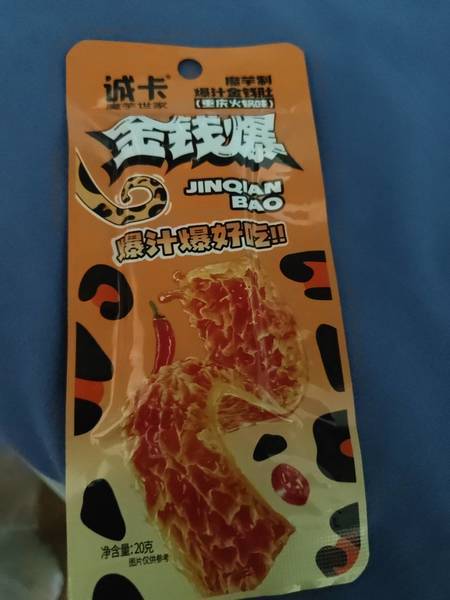 诚卡®
魔芋世家
魔芋制
爆汁金钱肚
(重庆火锅味)
金钱爆
JINQIAN
BAO
爆汁爆好吃!!
净含量:20克
图片仅供参考